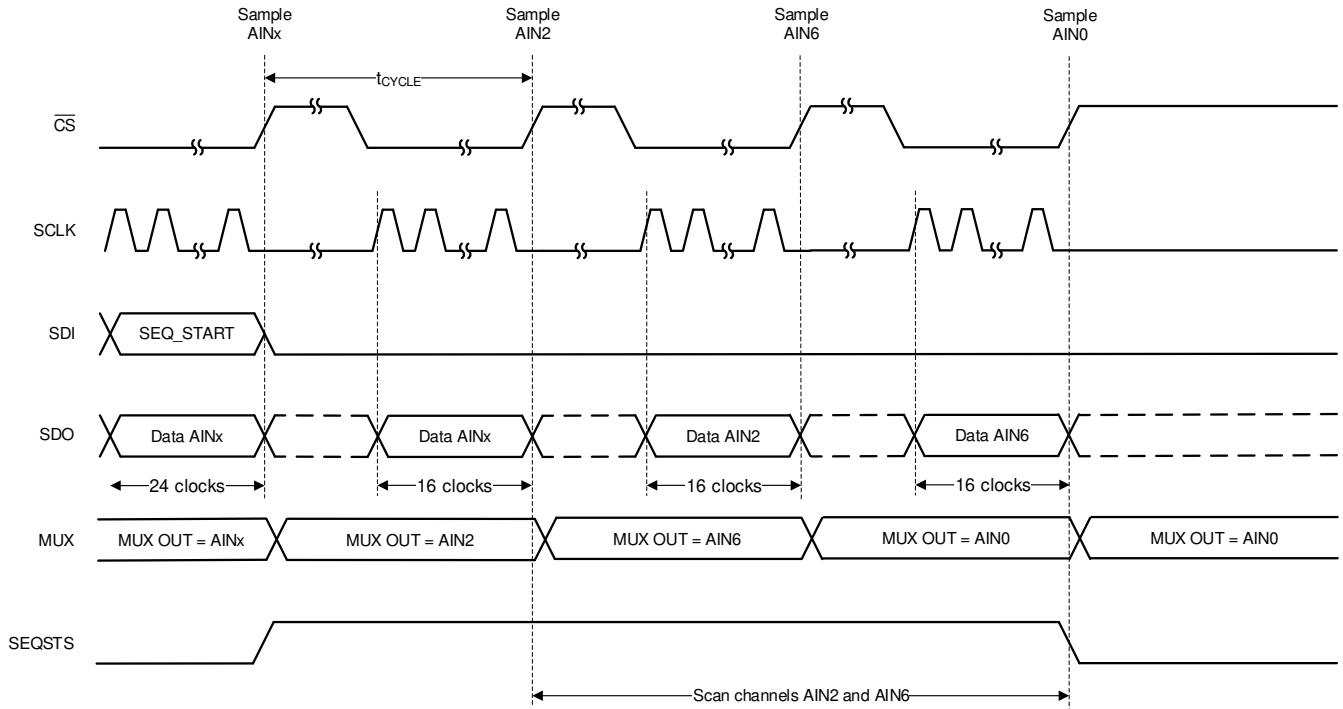 Sample AINx
Sample AIN2
Sample AIN6
Sample AIN0
tCYCLE
CS
SCLK
SDI
SEQ_START
SDO
Data AINx
Data AINx
Data AIN2
Data AIN6
24 clocks
16 clocks
16 clocks
16 clocks
MUX
MUX OUT = AINx
MUX OUT = AIN2
MUX OUT = AIN6
MUX OUT = AIN0
MUX OUT = AIN0
SEQSTS
Scan channels AIN2 and AIN6